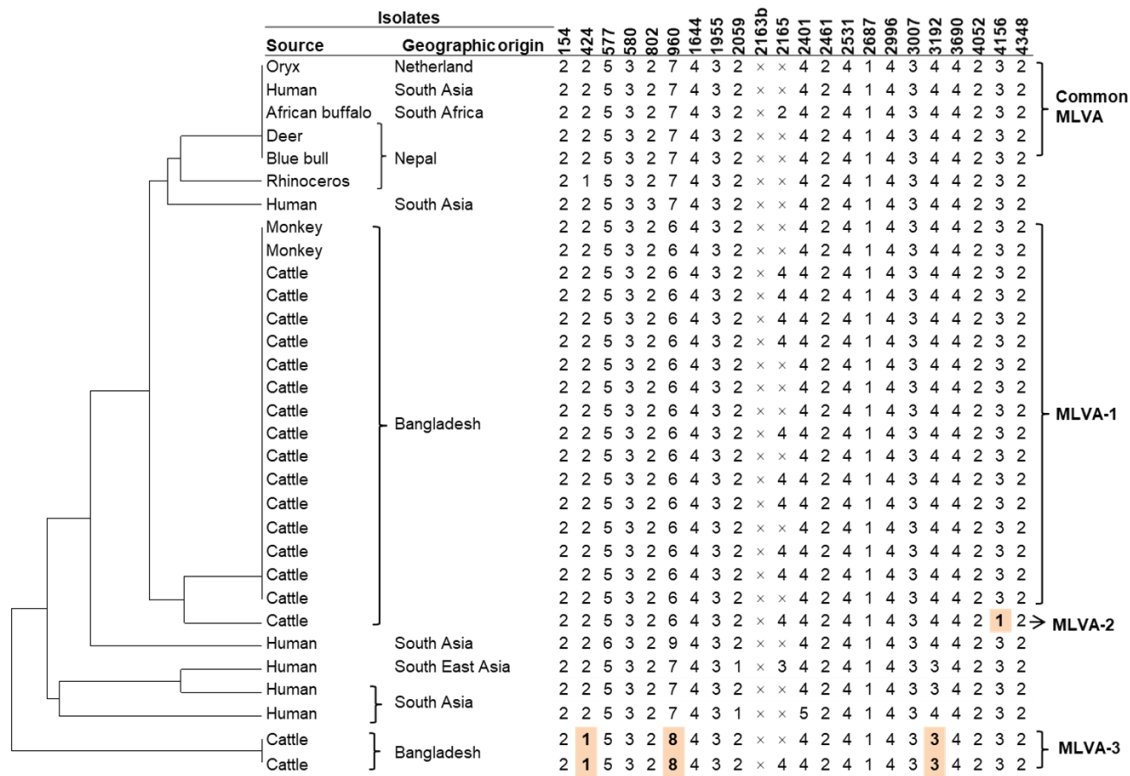 Isolates
Source Geographic origin 154 424 577 580 802 960 1644 1955 2059 2163b 2165 2401 2461 2531 2687 2996 3007 3192 3690 4052 4156 4348
Oryx Netherland 2 2 5 3 2 7 4 3 2 × × 4 2 4 1 4 3 4 4 2 3 2
Human South Asia 2 2 5 3 2 7 4 3 2 × × 4 2 4 1 4 3 4 4 2 3 2
Common
MLVA
African buffalo South Africa 2 2 5 3 2 7 4 3 2 × 2 4 2 4 1 4 3 4 4 2 3 2
Deer 2 2 5 3 2 7 4 3 2 × × 4 2 4 1 4 3 4 4 2 3 2
Blue bull Nepal 2 2 5 3 2 7 4 3 2 × × 4 2 4 1 4 3 4 4 2 3 2
Rhinoceros 2 1 5 3 2 7 4 3 2 × × 4 2 4 1 4 3 4 4 2 3 2
Human South Asia 2 2 5 3 3 7 4 3 2 × × 4 2 4 1 4 3 4 4 2 3 2
Monkey 2 2 5 3 2 6 4 3 2 × × 4 2 4 1 4 3 4 4 2 3 2
Monkey 2 2 5 3 2 6 4 3 2 × × 4 2 4 1 4 3 4 4 2 3 2
Cattle 2 2 5 3 2 6 4 3 2 × 4 4 2 4 1 4 3 4 4 2 3 2
Cattle 2 2 5 3 2 6 4 3 2 × 4 4 2 4 1 4 3 4 4 2 3 2
Cattle 2 2 5 3 2 6 4 3 2 × 4 4 2 4 1 4 3 4 4 2 3 2
Cattle 2 2 5 3 2 6 4 3 2 × 4 4 2 4 1 4 3 4 4 2 3 2
Cattle 2 2 5 3 2 6 4 3 2 × × 4 2 4 1 4 3 4 4 2 3 2
Cattle 2 2 5 3 2 6 4 3 2 × × 4 2 4 1 4 3 4 4 2 3 2
Cattle 2 2 5 3 2 6 4 3 2 × × 4 2 4 1 4 3 4 4 2 3 2 MLVA-1
Bangladesh
Cattle 2 2 5 3 2 6 4 3 2 × 4 4 2 4 1 4 3 4 4 2 3 2
Cattle 2 2 5 3 2 6 4 3 2 × × 4 2 4 1 4 3 4 4 2 3 2
Cattle 2 2 5 3 2 6 4 3 2 × 4 4 2 4 1 4 3 4 4 2 3 2
Cattle 2 2 5 3 2 6 4 3 2 × 4 4 2 4 1 4 3 4 4 2 3 2
Cattle 2 2 5 3 2 6 4 3 2 × × 4 2 4 1 4 3 4 4 2 3 2
Cattle 2 2 5 3 2 6 4 3 2 × 4 4 2 4 1 4 3 4 4 2 3 2
Cattle 2 2 5 3 2 6 4 3 2 × 4 4 2 4 1 4 3 4 4 2 3 2
Cattle 2 2 5 3 2 6 4 3 2 × × 4 2 4 1 4 3 4 4 2 3 2
Cattle 2 2 5 3 2 6 4 3 2 × 4 4 2 4 1 4 3 4 4 2 1 2 MLVA-2
Human South Asia 2 2 6 3 2 9 4 3 2 × × 4 2 4 1 4 3 4 4 2 3 2
Human South East Asia 2 2 5 3 2 7 4 3 1 × 3 4 2 4 1 4 3 3 4 2 3 2
Human 2 2 5 3 2 7 4 3 2 × × 4 2 4 1 4 3 3 4 2 3 2
South Asia
Human 2 2 5 3 2 7 4 3 1 × × 5 2 4 1 4 3 4 4 2 3 2
Cattle 2 1 5 3 2 8 4 3 2 × × 4 2 4 1 4 3 3 4 2 3 2
Bangladesh MLVA-3
Cattle 2 1 5 3 2 8 4 3 2 × × 4 2 4 1 4 3 3 4 2 3 2